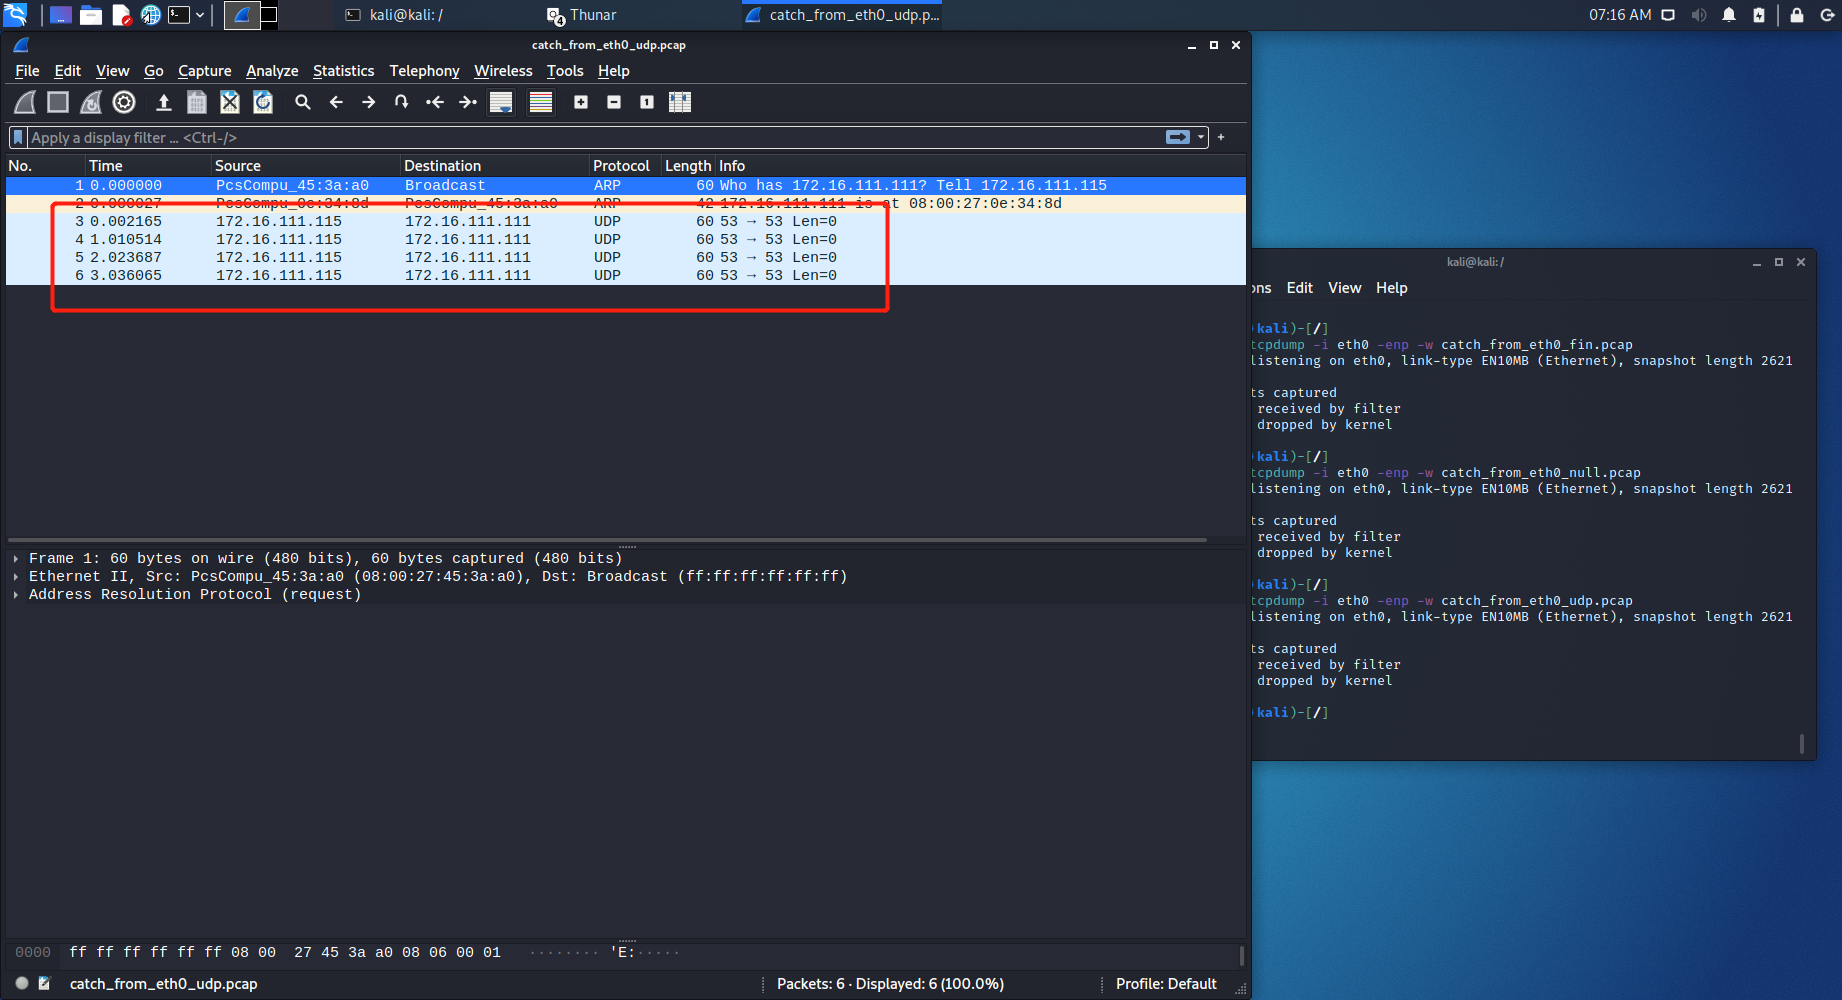 kali@kali: /
4 Thunar
catch_from_eth0_udp.p...
07:16 AM
catch_from_eth0_udp.pcap
File Edit View Go Capture Analyze Statistics Telephony Wireless Tools Help
Apply a display filter ... <Ctrl-/>
No. Time Source Destination Protocol Length Info
1 0.000000 PcsCompu_45:3a:a0 Broadcast ARP 60 Who has 172.16.111.111? Tell 172.16.111.115
2 0.000027 PcsCompu_0e:34:8d PcsCompu_45:3a:a0 ARP 42 172.16.111.111 is at 08:00:27:0e:34:8d
3 0.002165 172.16.111.115 172.16.111.111 UDP 60 53 → 53 Len=0
4 1.010514 172.16.111.115 172.16.111.111 UDP 60 53 → 53 Len=0
5 2.023687 172.16.111.115 172.16.111.111 UDP 60 53 → 53 Len=0
6 3.036065 172.16.111.115 172.16.111.111 UDP 60 53 → 53 Len=0
Frame 1: 60 bytes on wire (480 bits), 60 bytes captured (480 bits)
Ethernet II, Src: PcsCompu_45:3a:a0 (08:00:27:45:3a:a0), Dst: Broadcast (ff:ff:ff:ff:ff:ff)
Address Resolution Protocol (request)
0000 ff ff ff ff ff ff 08 00 27 45 3a a0 08 06 00 01 ········ 'E:·····
catch_from_eth0_udp.pcap
Packets: 6 · Displayed: 6 (100.0%)
Profile: Default
kali@kali: /
ons Edit View Help
kali)-[/]
tcpdump -i eth0 -enp -w catch_from_eth0_fin.pcap
listening on eth0, link-type EN10MB (Ethernet), snapshot length 2621
ts captured
received by filter
dropped by kernel
kali)-[/]
tcpdump -i eth0 -enp -w catch_from_eth0_null.pcap
listening on eth0, link-type EN10MB (Ethernet), snapshot length 2621
ts captured
received by filter
dropped by kernel
kali)-[/]
tcpdump -i eth0 -enp -w catch_from_eth0_udp.pcap
listening on eth0, link-type EN10MB (Ethernet), snapshot length 2621
ts captured
received by filter
dropped by kernel
kali)-[/]